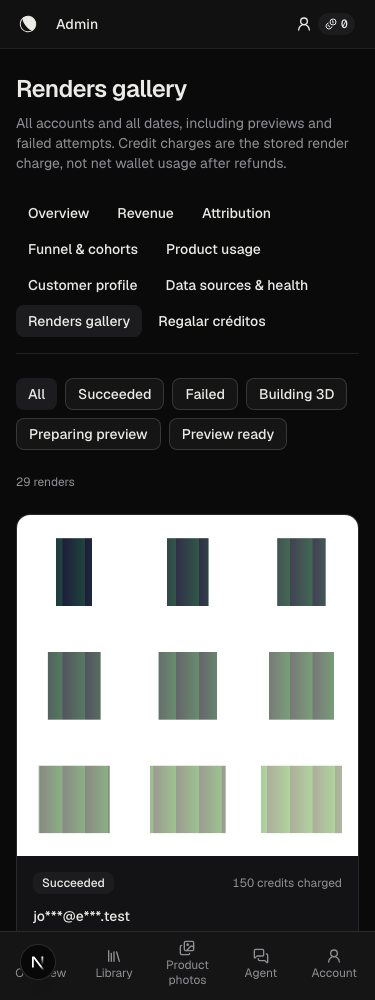 Admin
0
Renders gallery
All accounts and all dates, including previews and
failed attempts. Credit charges are the stored render
charge, not net wallet usage after refunds.
Overview Revenue Attribution
Funnel & cohorts Product usage
Customer profile Data sources & health
Renders gallery Regalar créditos
All Succeeded Failed Building 3D
Preparing preview Preview ready
29 renders
Succeeded 150 credits charged
jo***@e***.test
N
Library
Product
photos
Agent
Account